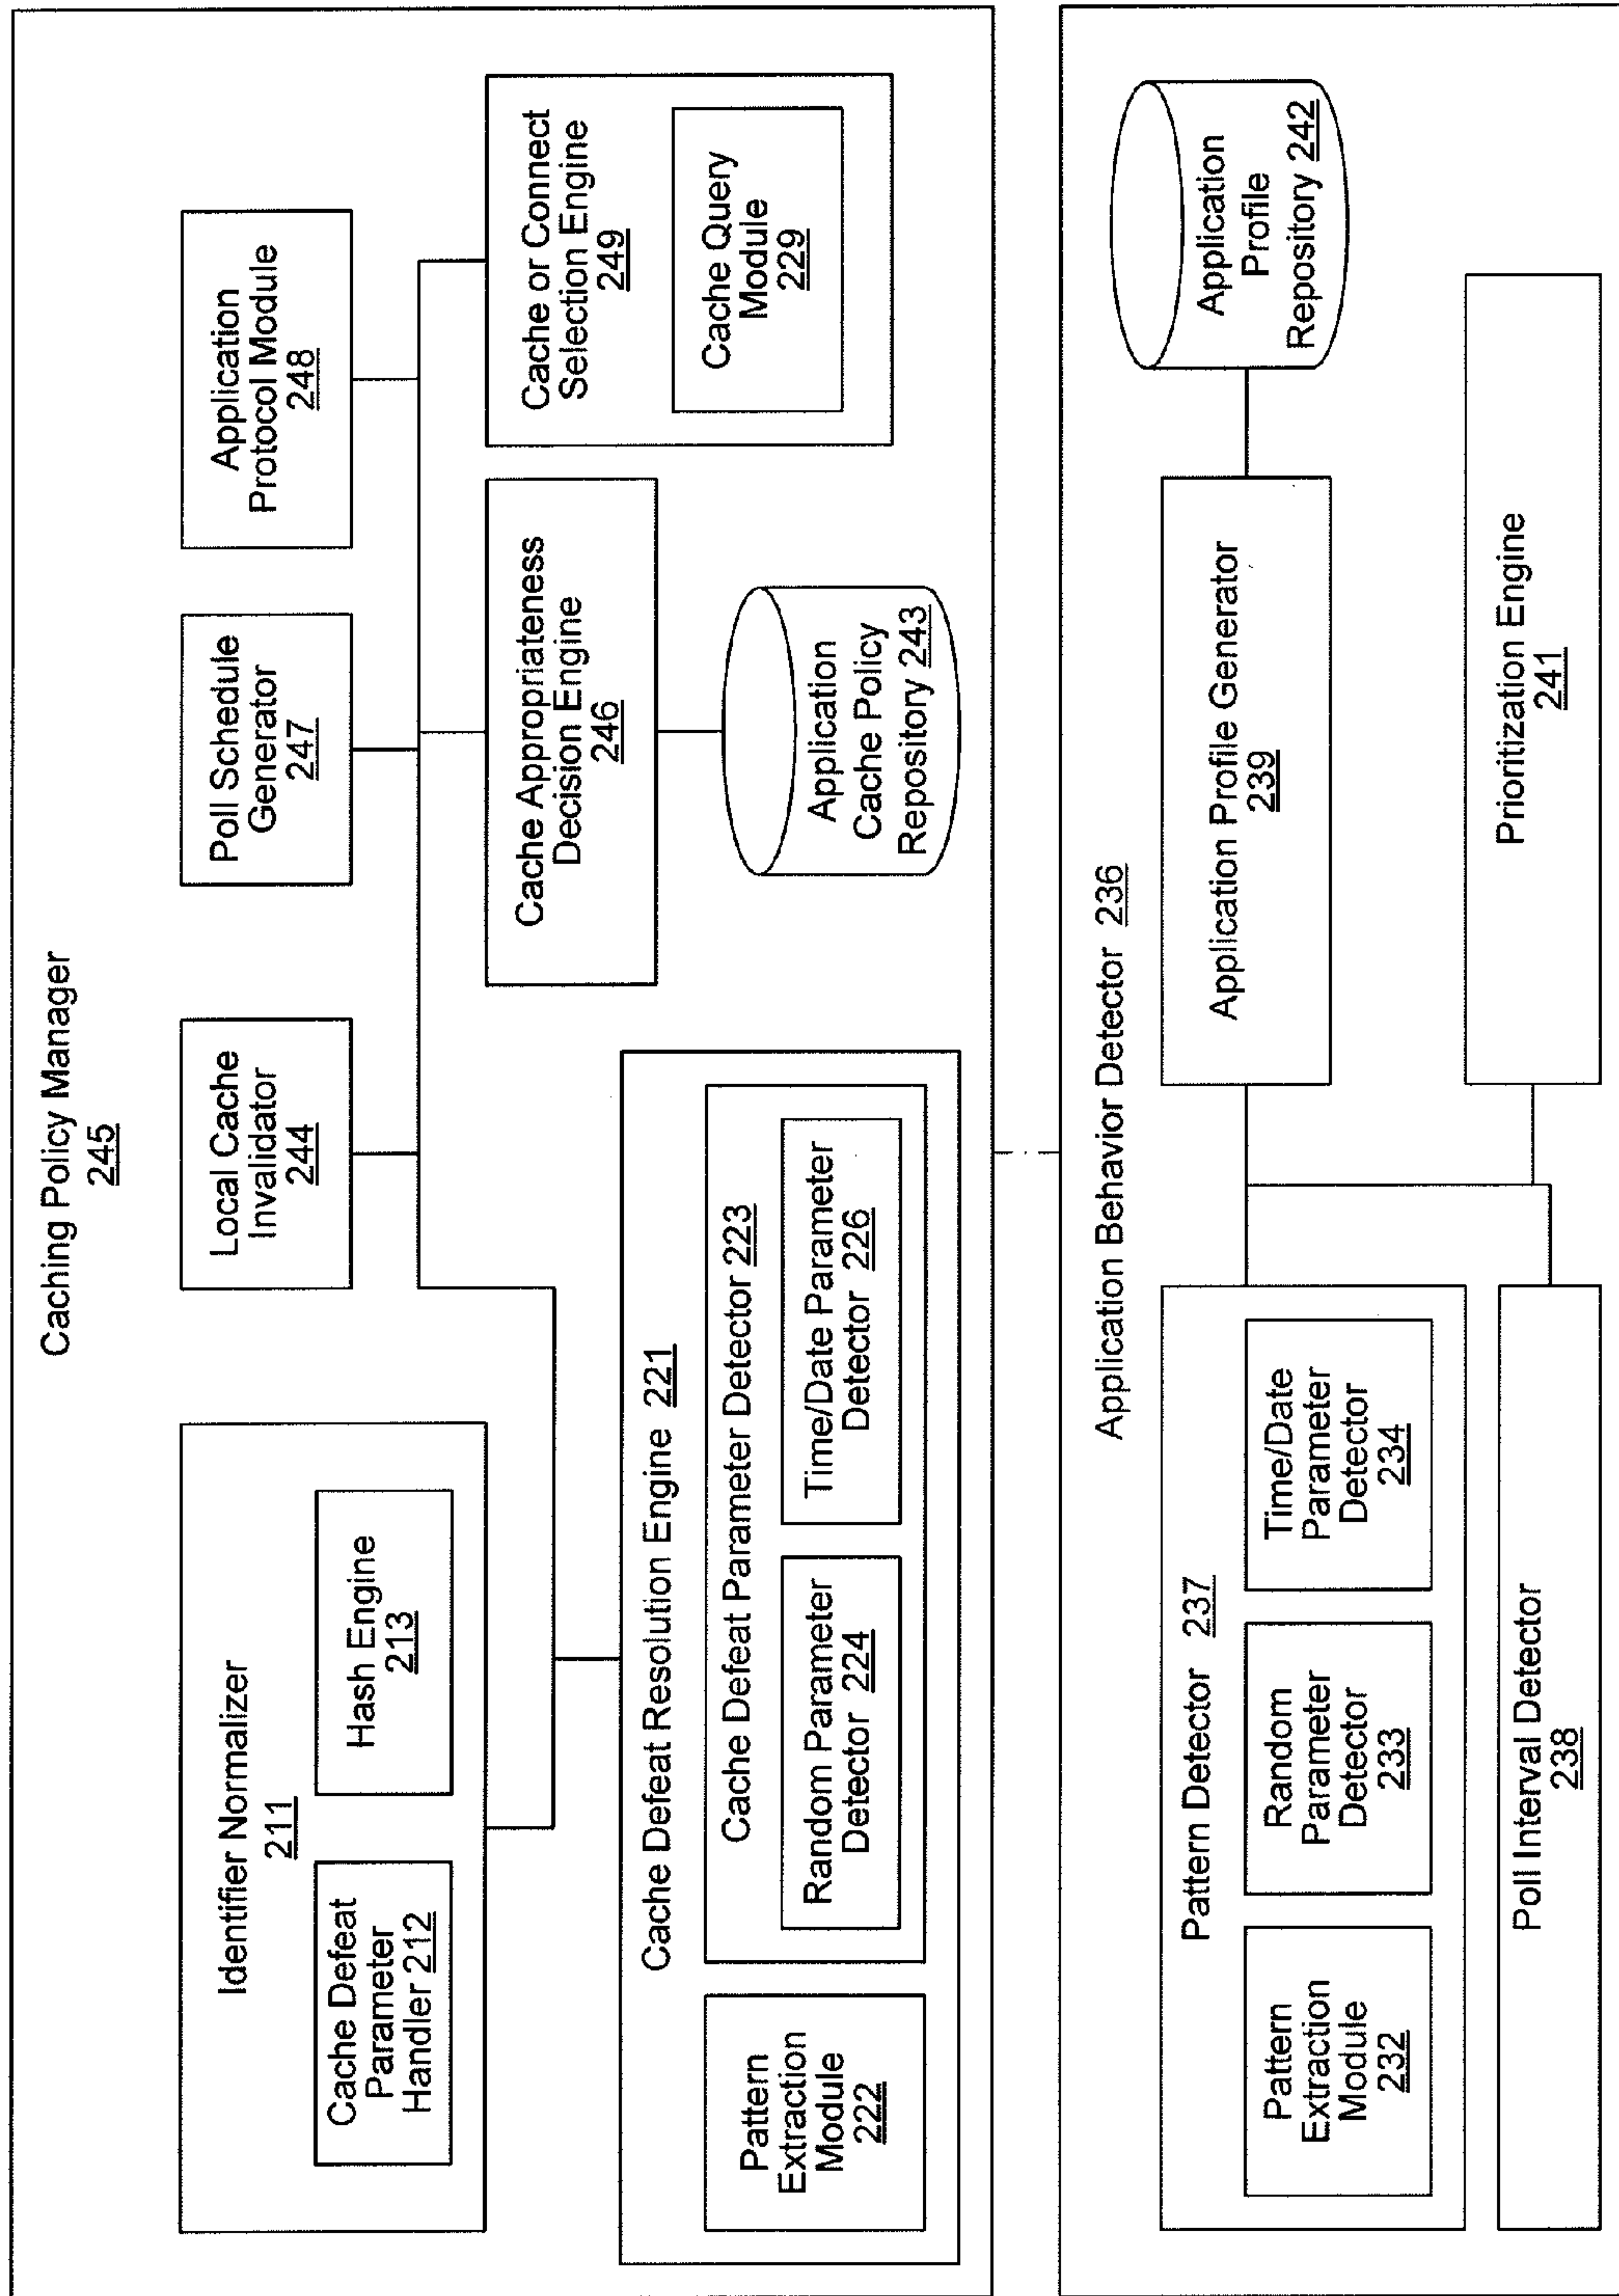 Caching Policy Manager
245
Identifier Normalizer
211
Cache Defeat
Parameter
Handler 212
Hash Engine
213
Local Cache
Invalidator
244
Poll Schedule
Generator
247
Application
Protocol Module
248
Cache Defeat Resolution Engine 221
Pattern
Extraction
Module
222
Cache Defeat Parameter Detector 223
Random Parameter
Detector 224
Time/Date Parameter
Detector 226
Cache Appropriateness
Decision Engine
246
Application
Cache Policy
Repository 243
Cache or Connect
Selection Engine
249
Cache Query
Module
229
Application Behavior Detector 236
Pattern Detector 237
Pattern
Extraction
Module
232
Random
Parameter
Detector
233
Time/Date
Parameter
Detector
234
Poll Interval Detector
238
Application Profile Generator
239
Application
Profile
Repository 242
Prioritization Engine
241